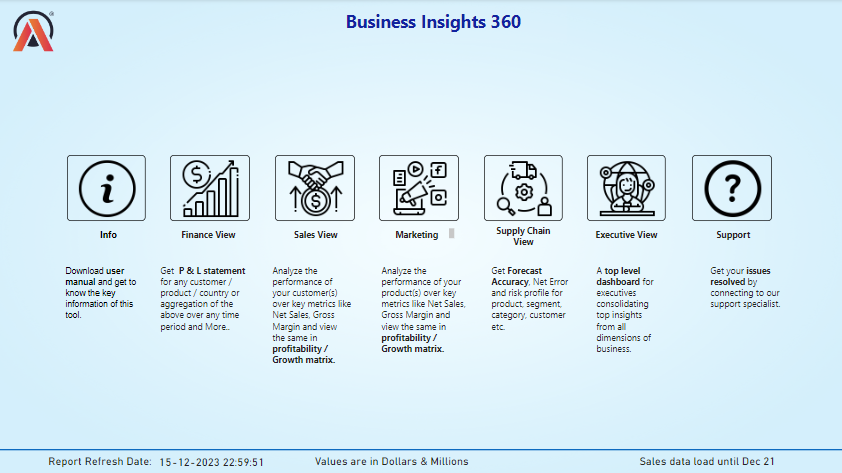 Business Insights 360
Info
Finance View
Sales View
Marketing
Supply Chain
View
Executive View
Support
Download user
manual and get to
know the key
information of this
tool.
Get P & L statement
for any customer /
product / country or
aggregation of the
above over any time
period and More..
Analyze the
performance of
your customer(s)
over key metrics like
Net Sales, Gross
Margin and view
the same in
profitability /
Growth matrix.
Analyze the
performance of your
product(s) over key
metrics like Net Sales,
Gross Margin and
view the same in
profitability /
Growth matrix.
Get Forecast
Accuracy, Net Error
and risk profile for
product, segment,
category, customer
etc.
A top level
dashboard for
executives
consolidating
top insights
from all
dimensions of
business.
Get your issues
resolved by
connecting to our
support specialist.
Report Refresh Date: 15-12-2023 22:59:51
Values are in Dollars & Millions
Sales data load until Dec 21